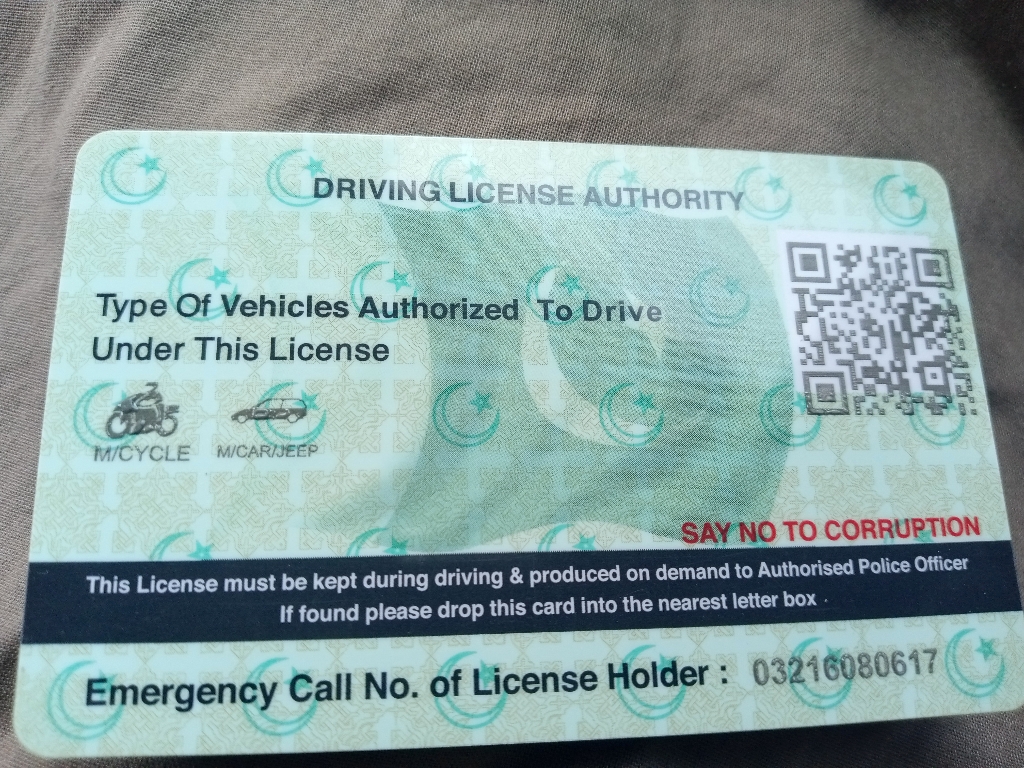 DRIVING LICENSE AUTHORITY
Type Of Vehicles Authorized To Drive
Under This License
M/CYCLE M/CAR/JEEP
SAY NO TO CORRUPTION
This License must be kept during driving & produced on demand to Authorised Police Officer
If found please drop this card into the nearest letter box
Emergency Call No. of License Holder : 03216080617